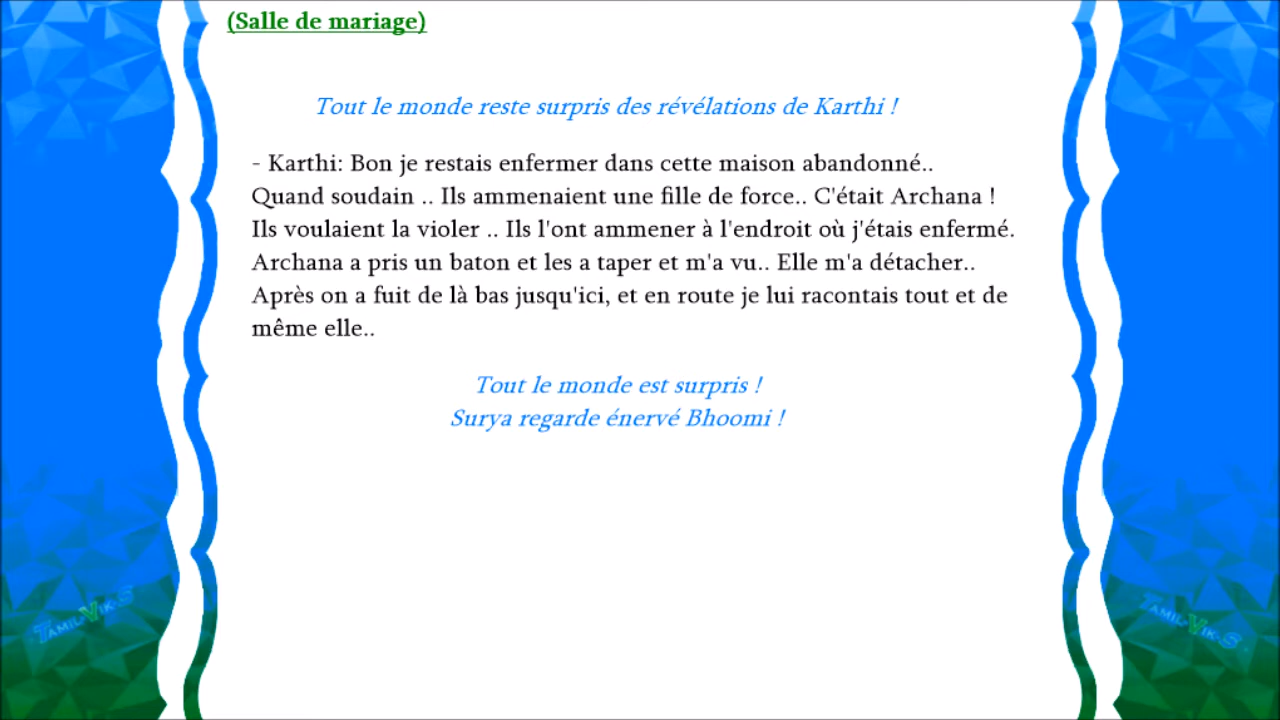 (Salle de mariage)
Tout le monde reste surpris des révélations de Karthi !
- Karthi: Bon je restais enfermer dans cette maison abandonné..
Quand soudain .. Ils ammenaient une fille de force.. C'était Archana !
Ils voulaient la violer .. Ils l'ont ammener à l'endroit où j'étais enfermé.
Archana a pris un baton et les a taper et m'a vu.. Elle m'a détacher..
Après on a fuit de là bas jusqu'ici, et en route je lui racontais tout et de
même elle..
Tout le monde est surpris !
Surya regarde énervé Bhoomi !
Tamil-Vik-S
Tamil-Vik-S